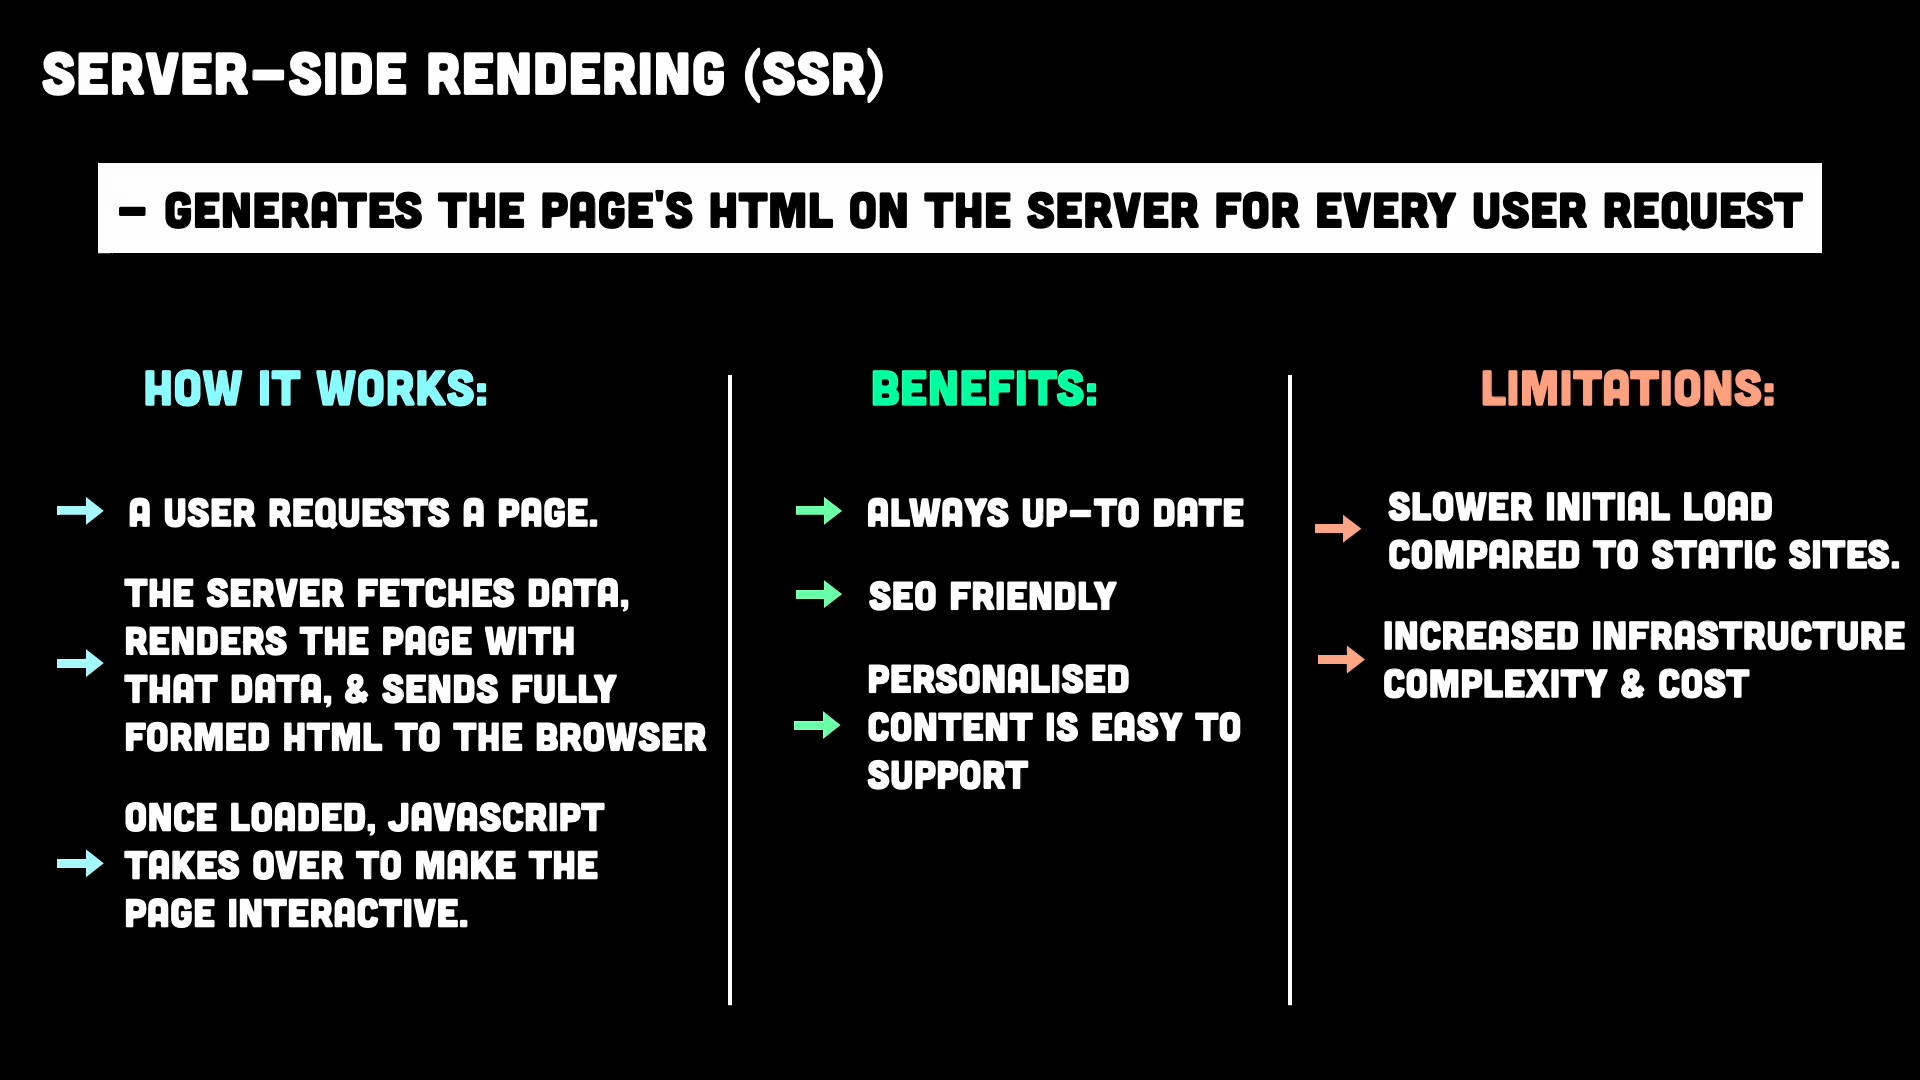 SERVER-SIDE RENDERING (SSR)
- GENERATES THE PAGE'S HTML ON THE SERVER FOR EVERY USER REQUEST
HOW IT WORKS:
A USER REQUESTS A PAGE.
THE SERVER FETCHES DATA,
RENDERS THE PAGE WITH
THAT DATA, & SENDS FULLY
FORMED HTML TO THE BROWSER
ONCE LOADED, JAVASCRIPT
TAKES OVER TO MAKE THE
PAGE INTERACTIVE.
BENEFITS:
ALWAYS UP-TO DATE
SEO FRIENDLY
PERSONALISED
CONTENT IS EASY TO
SUPPORT
LIMITATIONS:
SLOWER INITIAL LOAD
COMPARED TO STATIC SITES.
INCREASED INFRASTRUCTURE
COMPLEXITY & COST